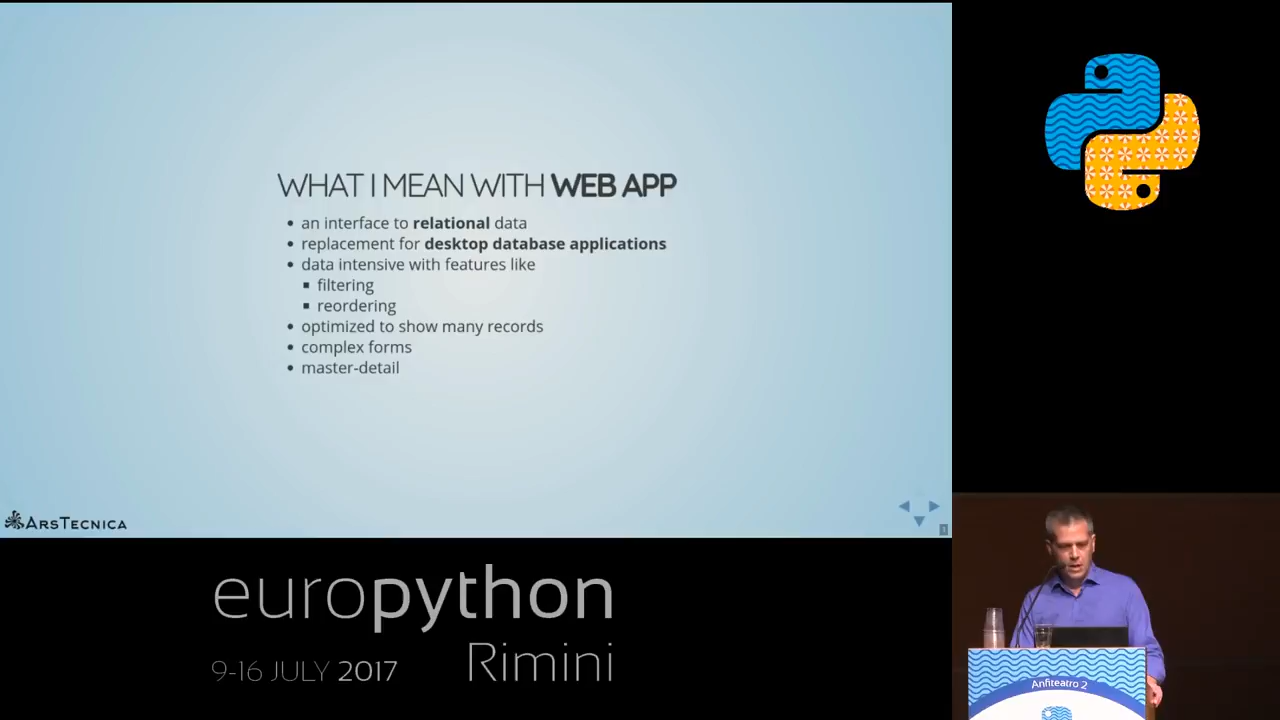 WHAT I MEAN WITH WEB APP
an interface to relational data
replacement for desktop database applications
data intensive with features like
filtering
reordering
optimized to show many records
complex forms
master-detail
ARSTECNICA
1
europython
9-16 JULY 2017 Rimini
Anfiteatro 2